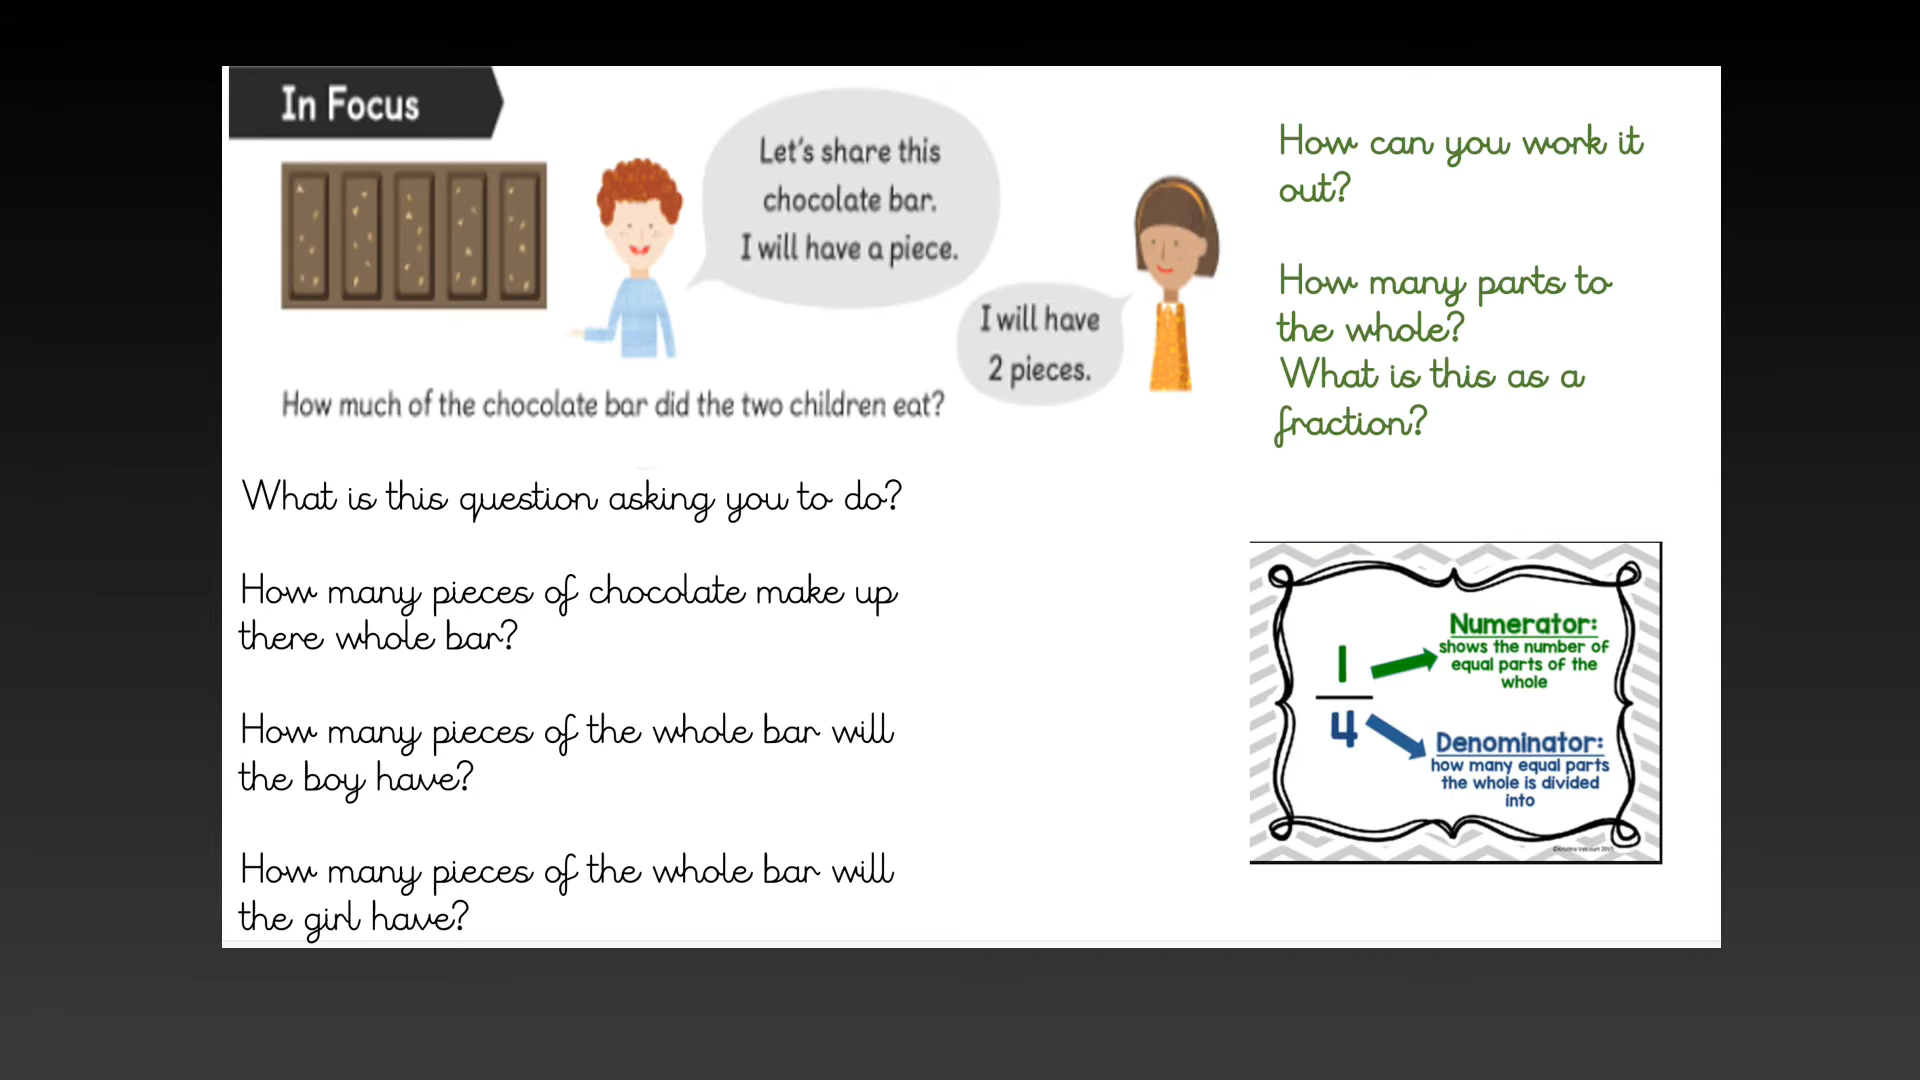 In Focus
Let's share this
chocolate bar.
I will have a piece.
I will have
2 pieces.
How much of the chocolate bar did the two children eat?
What is this question asking you to do?
How many pieces of chocolate make up
there whole bar?
How many pieces of the whole bar will
the boy have?
How many pieces of the whole bar will
the girl have?
How can you work it
out?
How many parts to
the whole?
What is this as a
fraction?
1
4
Numerator:
shows the number of
equal parts of the
whole
Denominator:
how many equal parts
the whole is divided
into